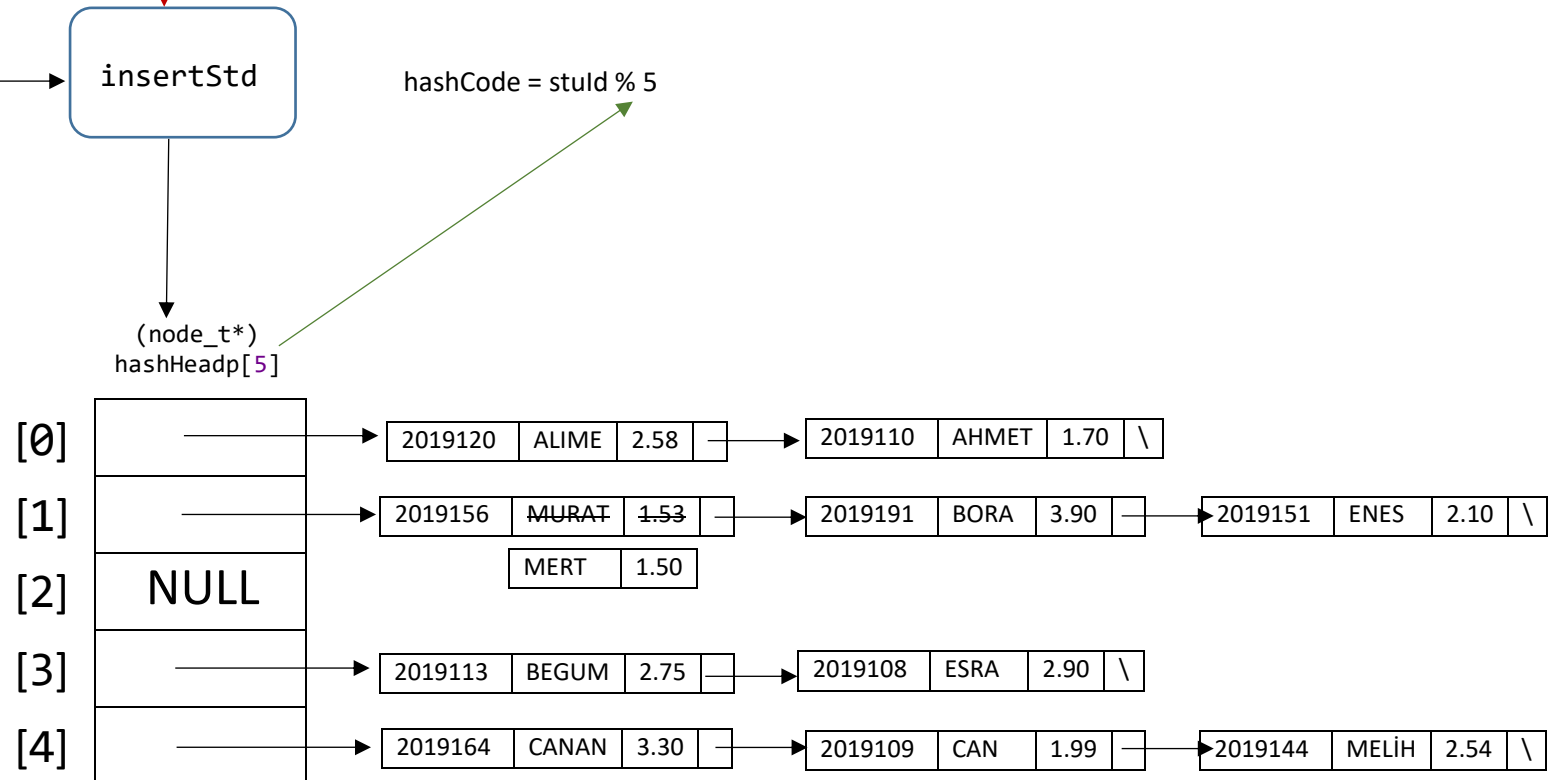 insertStd
hashCode = stuId % 5
(node_t*)
hashHeadp[5]
[0] 2019120 ALIME 2.58 2019110 AHMET 1.70 \
[1] 2019156 MURAT 1.53 2019191 BORA 3.90 2019151 ENES 2.10 \
MERT 1.50
[2] NULL
[3] 2019113 BEGUM 2.75 2019108 ESRA 2.90 \
[4] 2019164 CANAN 3.30 2019109 CAN 1.99 2019144 MELİH 2.54 \